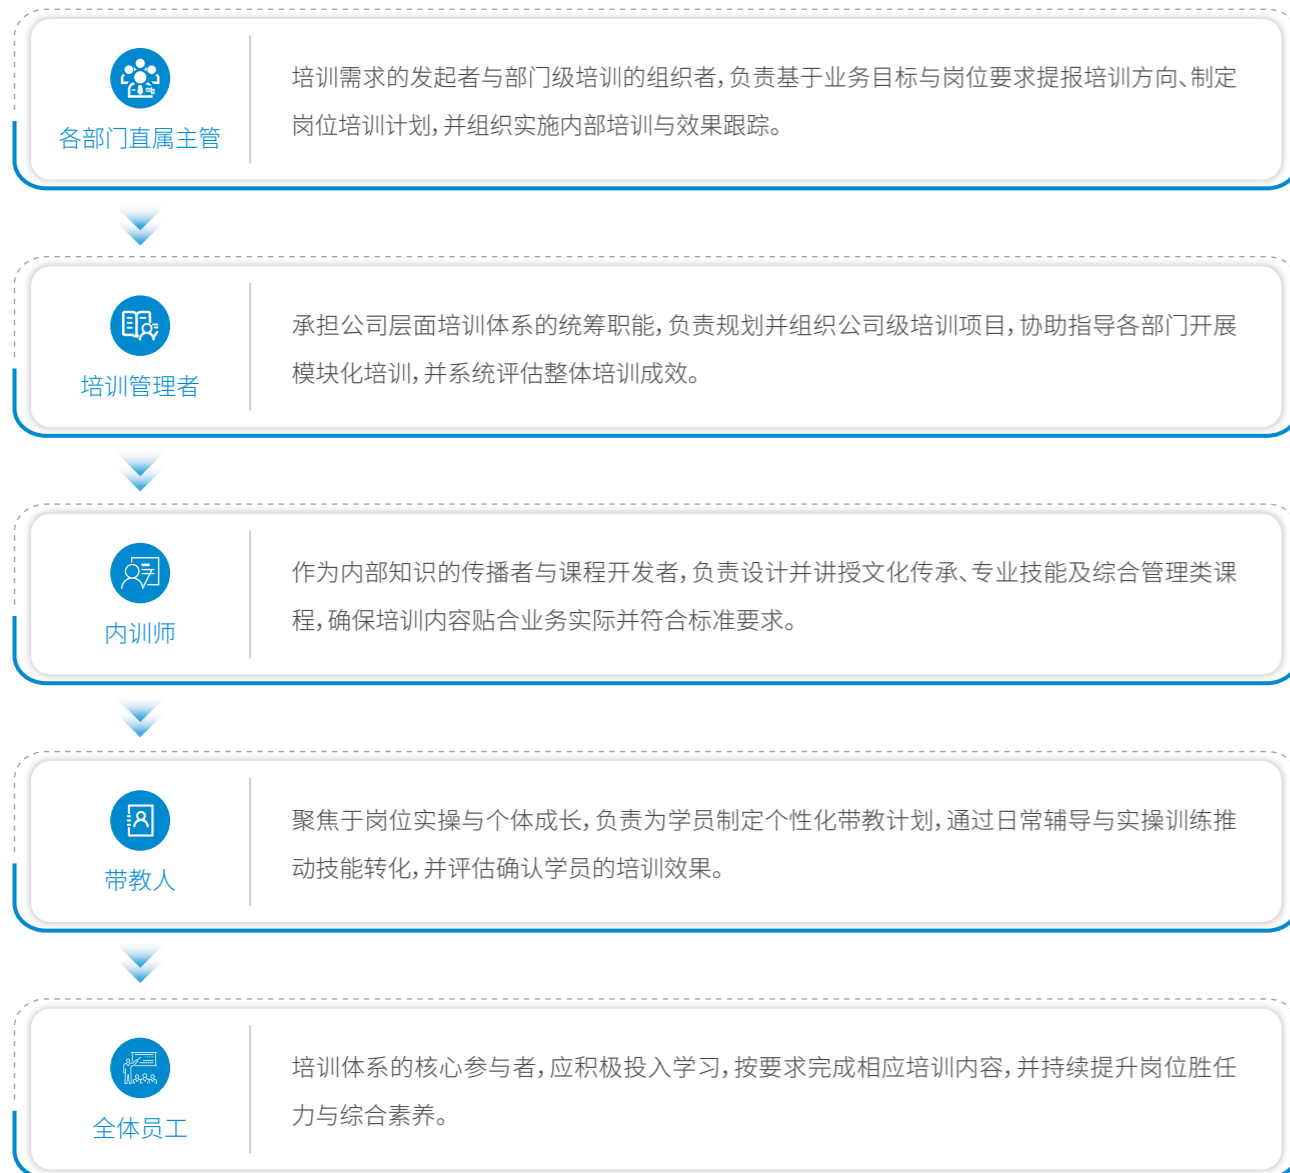 各部门直属主管
培训需求的发起者与部门级培训的组织者,负责基于业务目标与岗位要求提报培训方向、制定
岗位培训计划,并组织实施内部培训与效果跟踪。
培训管理者
承担公司层面培训体系的统筹职能,负责规划并组织公司级培训项目,协助指导各部门开展
模块化培训,并系统评估整体培训成效。
内训师
作为内部知识的传播者与课程开发者,负责设计并讲授文化传承、专业技能及综合管理类课
程,确保培训内容贴合业务实际并符合标准要求。
带教人
聚焦于岗位实操与个体成长,负责为学员制定个性化带教计划,通过日常辅导与实操训练推
动技能转化,并评估确认学员的培训效果。
全体员工
培训体系的核心参与者,应积极投入学习,按要求完成相应培训内容,并持续提升岗位胜任
力与综合素养。